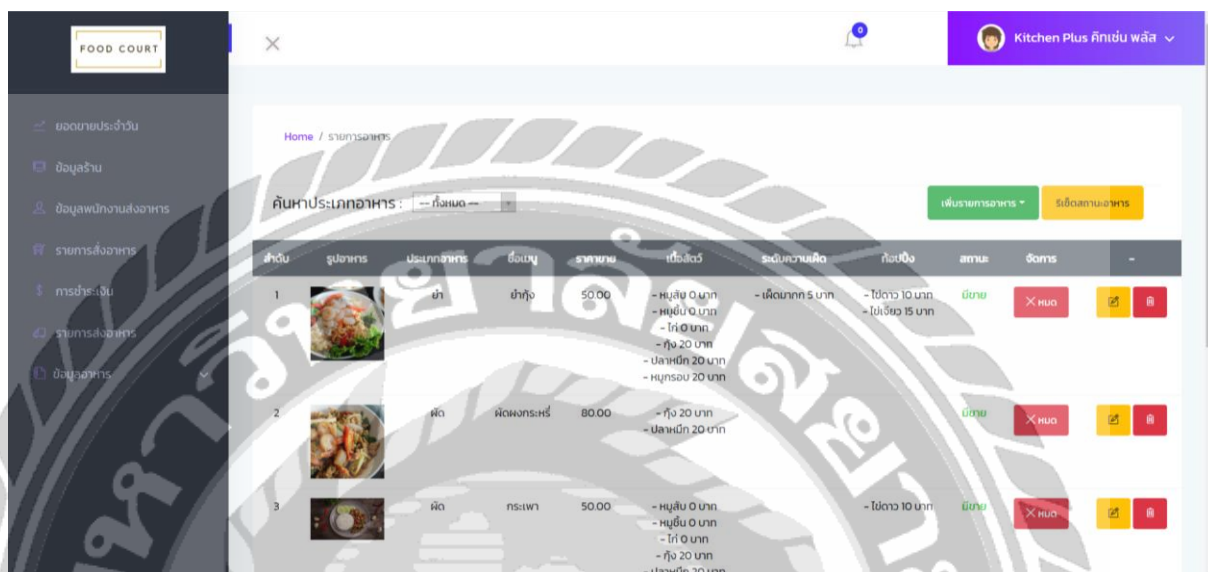 FOOD COURT
0
Kitchen Plus คิทเช่น พลัส
ยอดขายประจำวัน
ข้อมูลร้าน
ข้อมูลพนักงานส่งอาหาร
รายการสั่งอาหาร
การชำระเงิน
รายการส่งอาหาร
ข้อมูลอาหาร
Home / รายการอาหาร
ค้นหาประเภทอาหาร : -- ทั้งหมด --
เพิ่มรายการอาหาร
รีเซ็ตสถานะอาหาร
ลำดับ รูปอาหาร ประเภทอาหาร ชื่อเมนู ราคาขาย เนื้อสัตว์ ระดับความเผ็ด ท้อปปิ้ง สถานะ จัดการ -
1 ยำ ยำกุ้ง 50.00 - หมูสับ 0 บาท - เผ็ดมากก 5 บาท - ไข่ดาว 10 บาท มีขาย × หมด
- หมูชิ้น 0 บาท - ไข่เจียว 15 บาท
- ไก่ 0 บาท
- กุ้ง 20 บาท
- ปลาหมึก 20 บาท
- หมูกรอบ 20 บาท
2 ผัด ผัดผงกระหรี่ 80.00 - กุ้ง 20 บาท มีขาย × หมด
- ปลาหมึก 20 บาท
3 ผัด กระเพา 50.00 - หมูสับ 0 บาท - ไข่ดาว 10 บาท มีขาย × หมด
- หมูชิ้น 0 บาท
- ไก่ 0 บาท
- กุ้ง 20 บาท
- ปลาหมึก 20 บาท